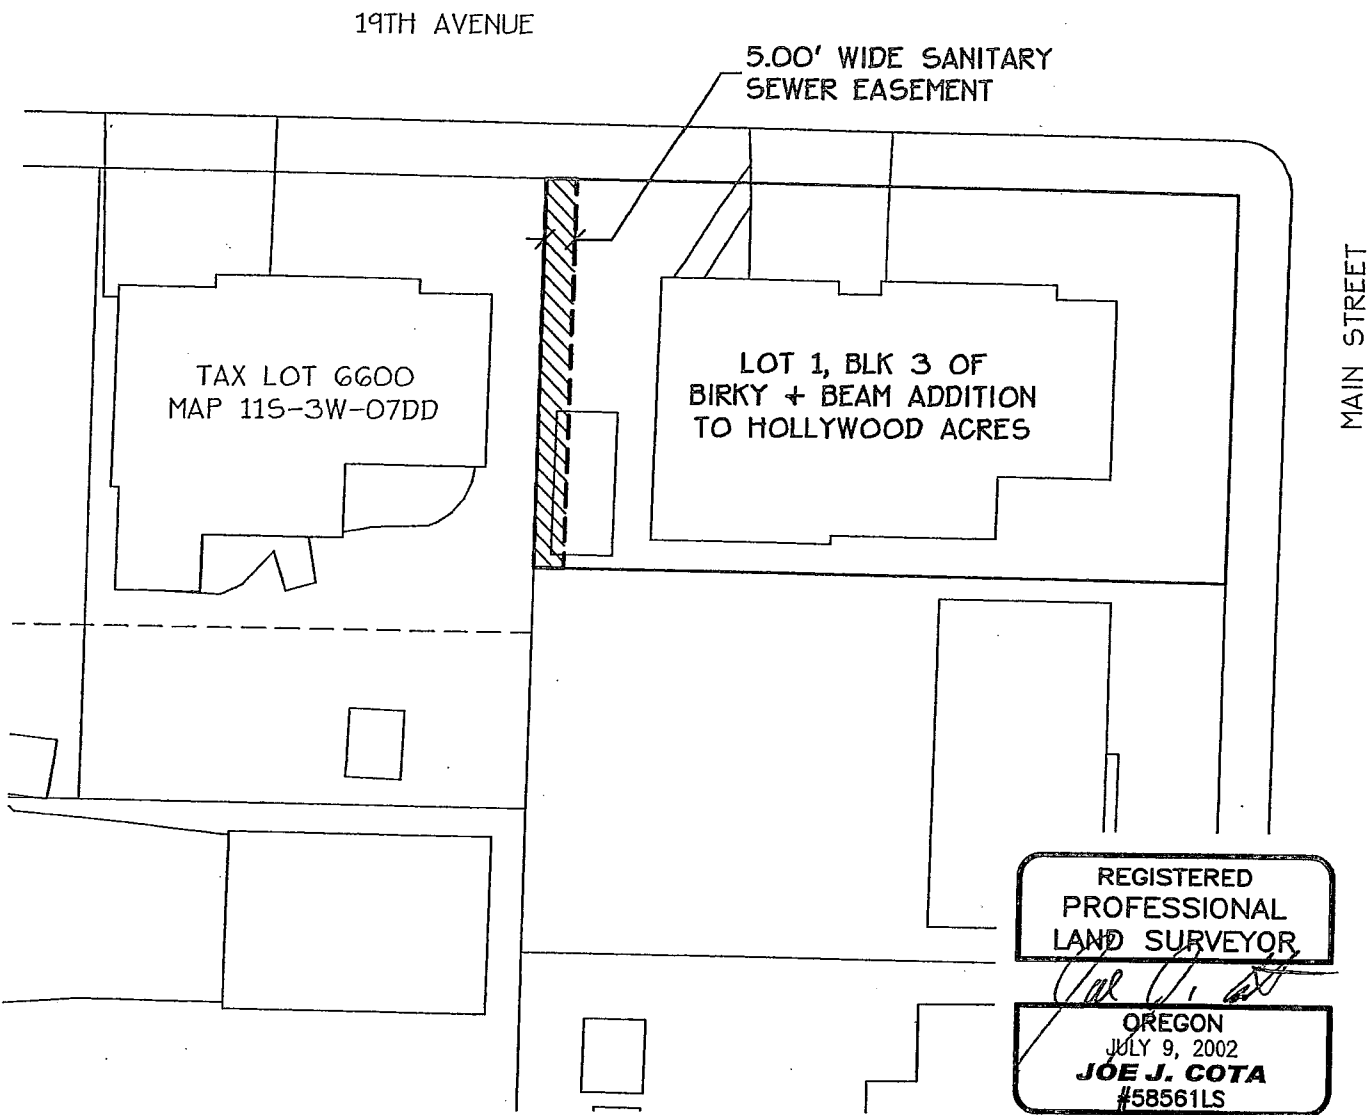 19TH AVENUE
5.00' WIDE SANITARY
SEWER EASEMENT
MAIN STREET
TAX LOT 6600
MAP 11S-3W-07DD
LOT 1, BLK 3 OF
BIRKY + BEAM ADDITION
TO HOLLYWOOD ACRES
REGISTERED
PROFESSIONAL
LAND SURVEYOR
OREGON
JULY 9, 2002
JOE J. COTA
#58561LS